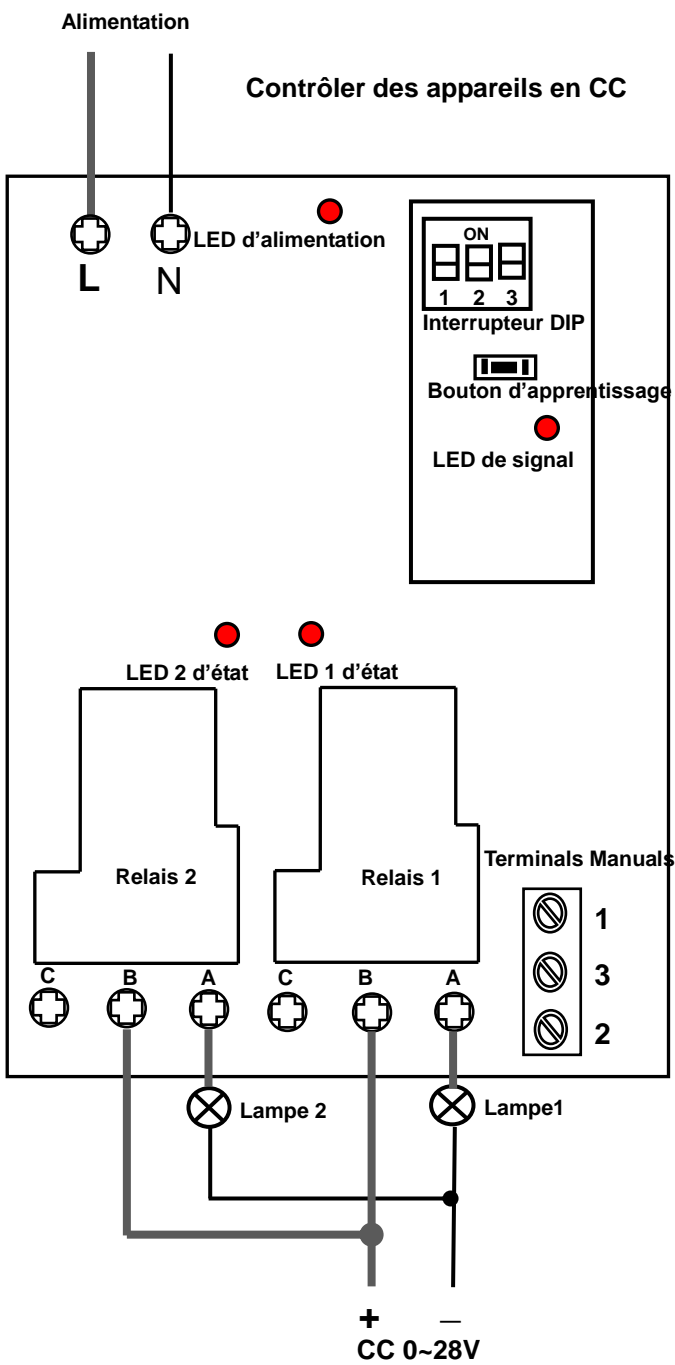 Alimentation
Contrôler des appareils en CC
LED d'alimentation
L N
ON
1 2 3
Interrupteur DIP
Bouton d'apprentissage
LED de signal
LED 2 d'état LED 1 d'état
Terminals Manuals
Relais 2 Relais 1
1
3
2
C B A C B A
Lampe 2 Lampe1
+ −
CC 0~28V